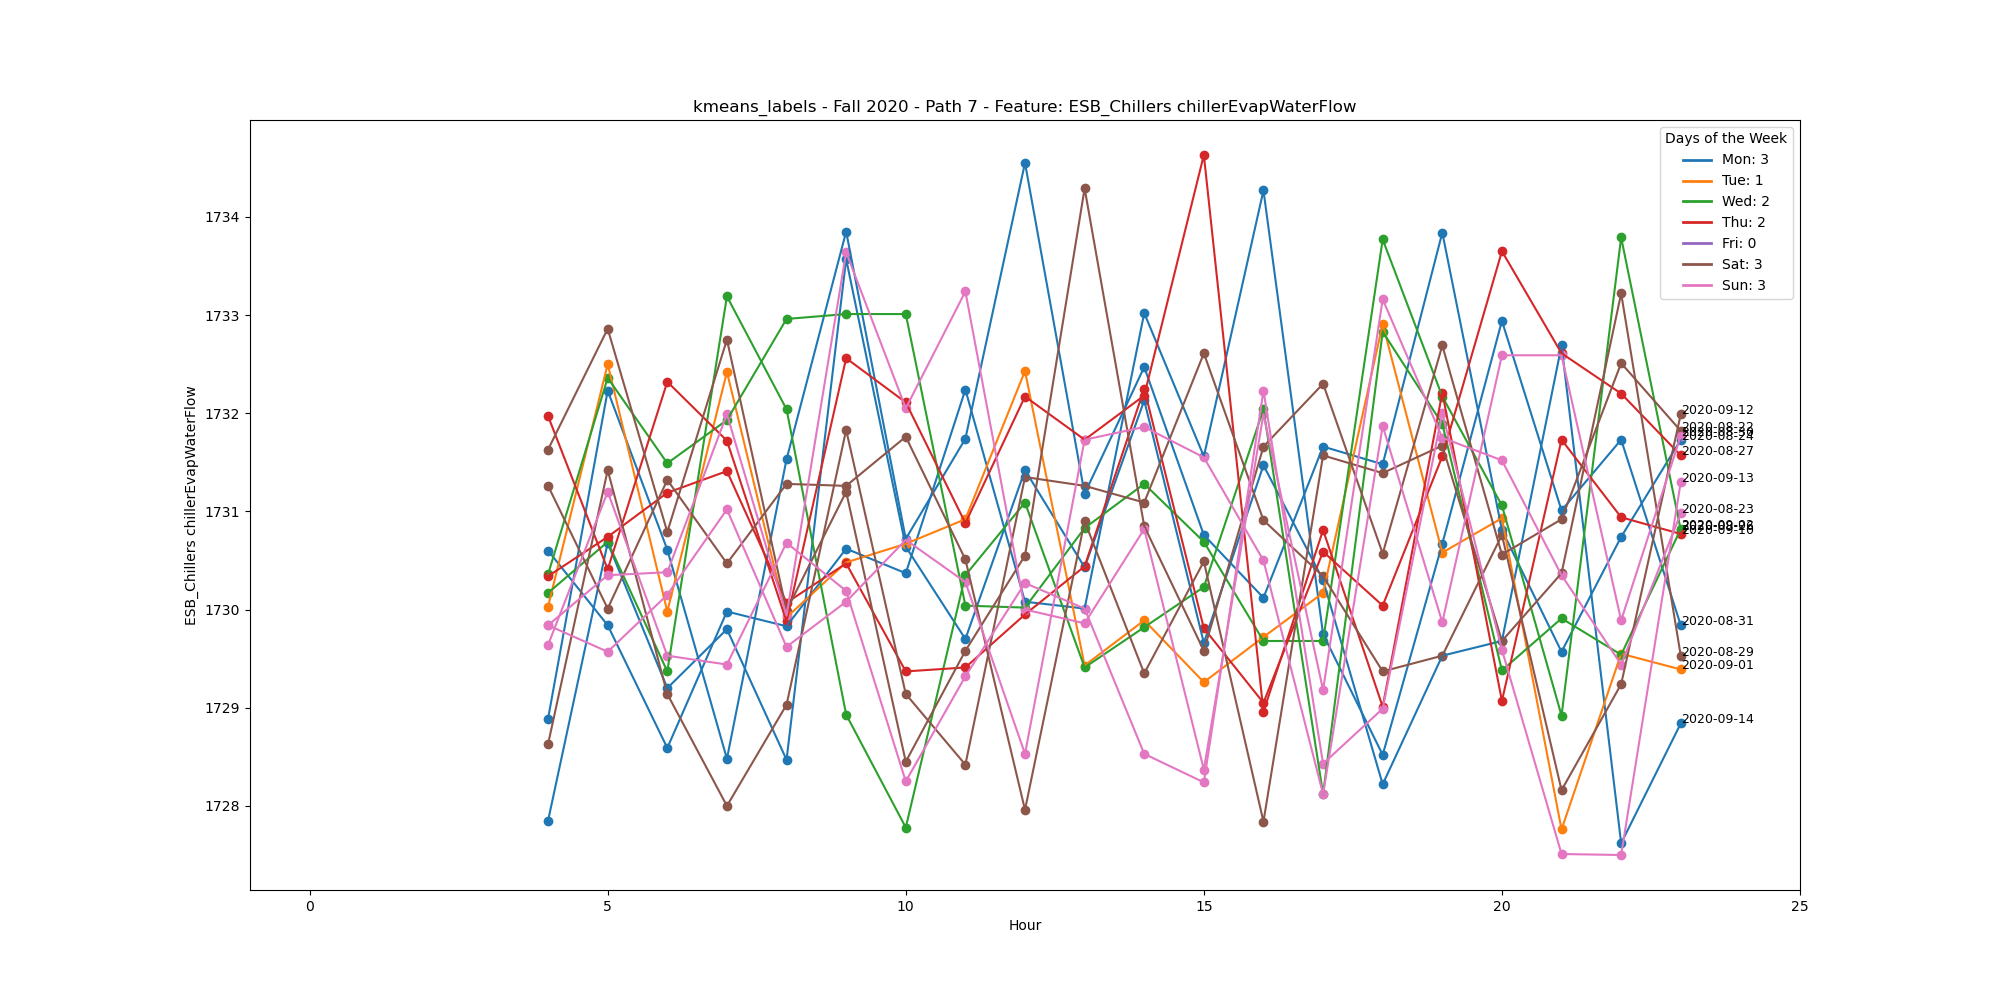 kmeans_labels - Fall 2020 - Path 7 - Feature: ESB_Chillers chillerEvapWaterFlow
Days of the Week
Mon: 3
Tue: 1
Wed: 2
Thu: 2
Fri: 0
Sat: 3
Sun: 3
ESB_Chillers chillerEvapWaterFlow
1734
1733
1732
1731
1730
1729
1728
2020-09-12
2020-08-22
2020-08-24
2020-08-27
2020-09-13
2020-08-23
2020-09-10
2020-08-31
2020-08-29
2020-09-01
2020-09-14
0
5
10
15
20
25
Hour